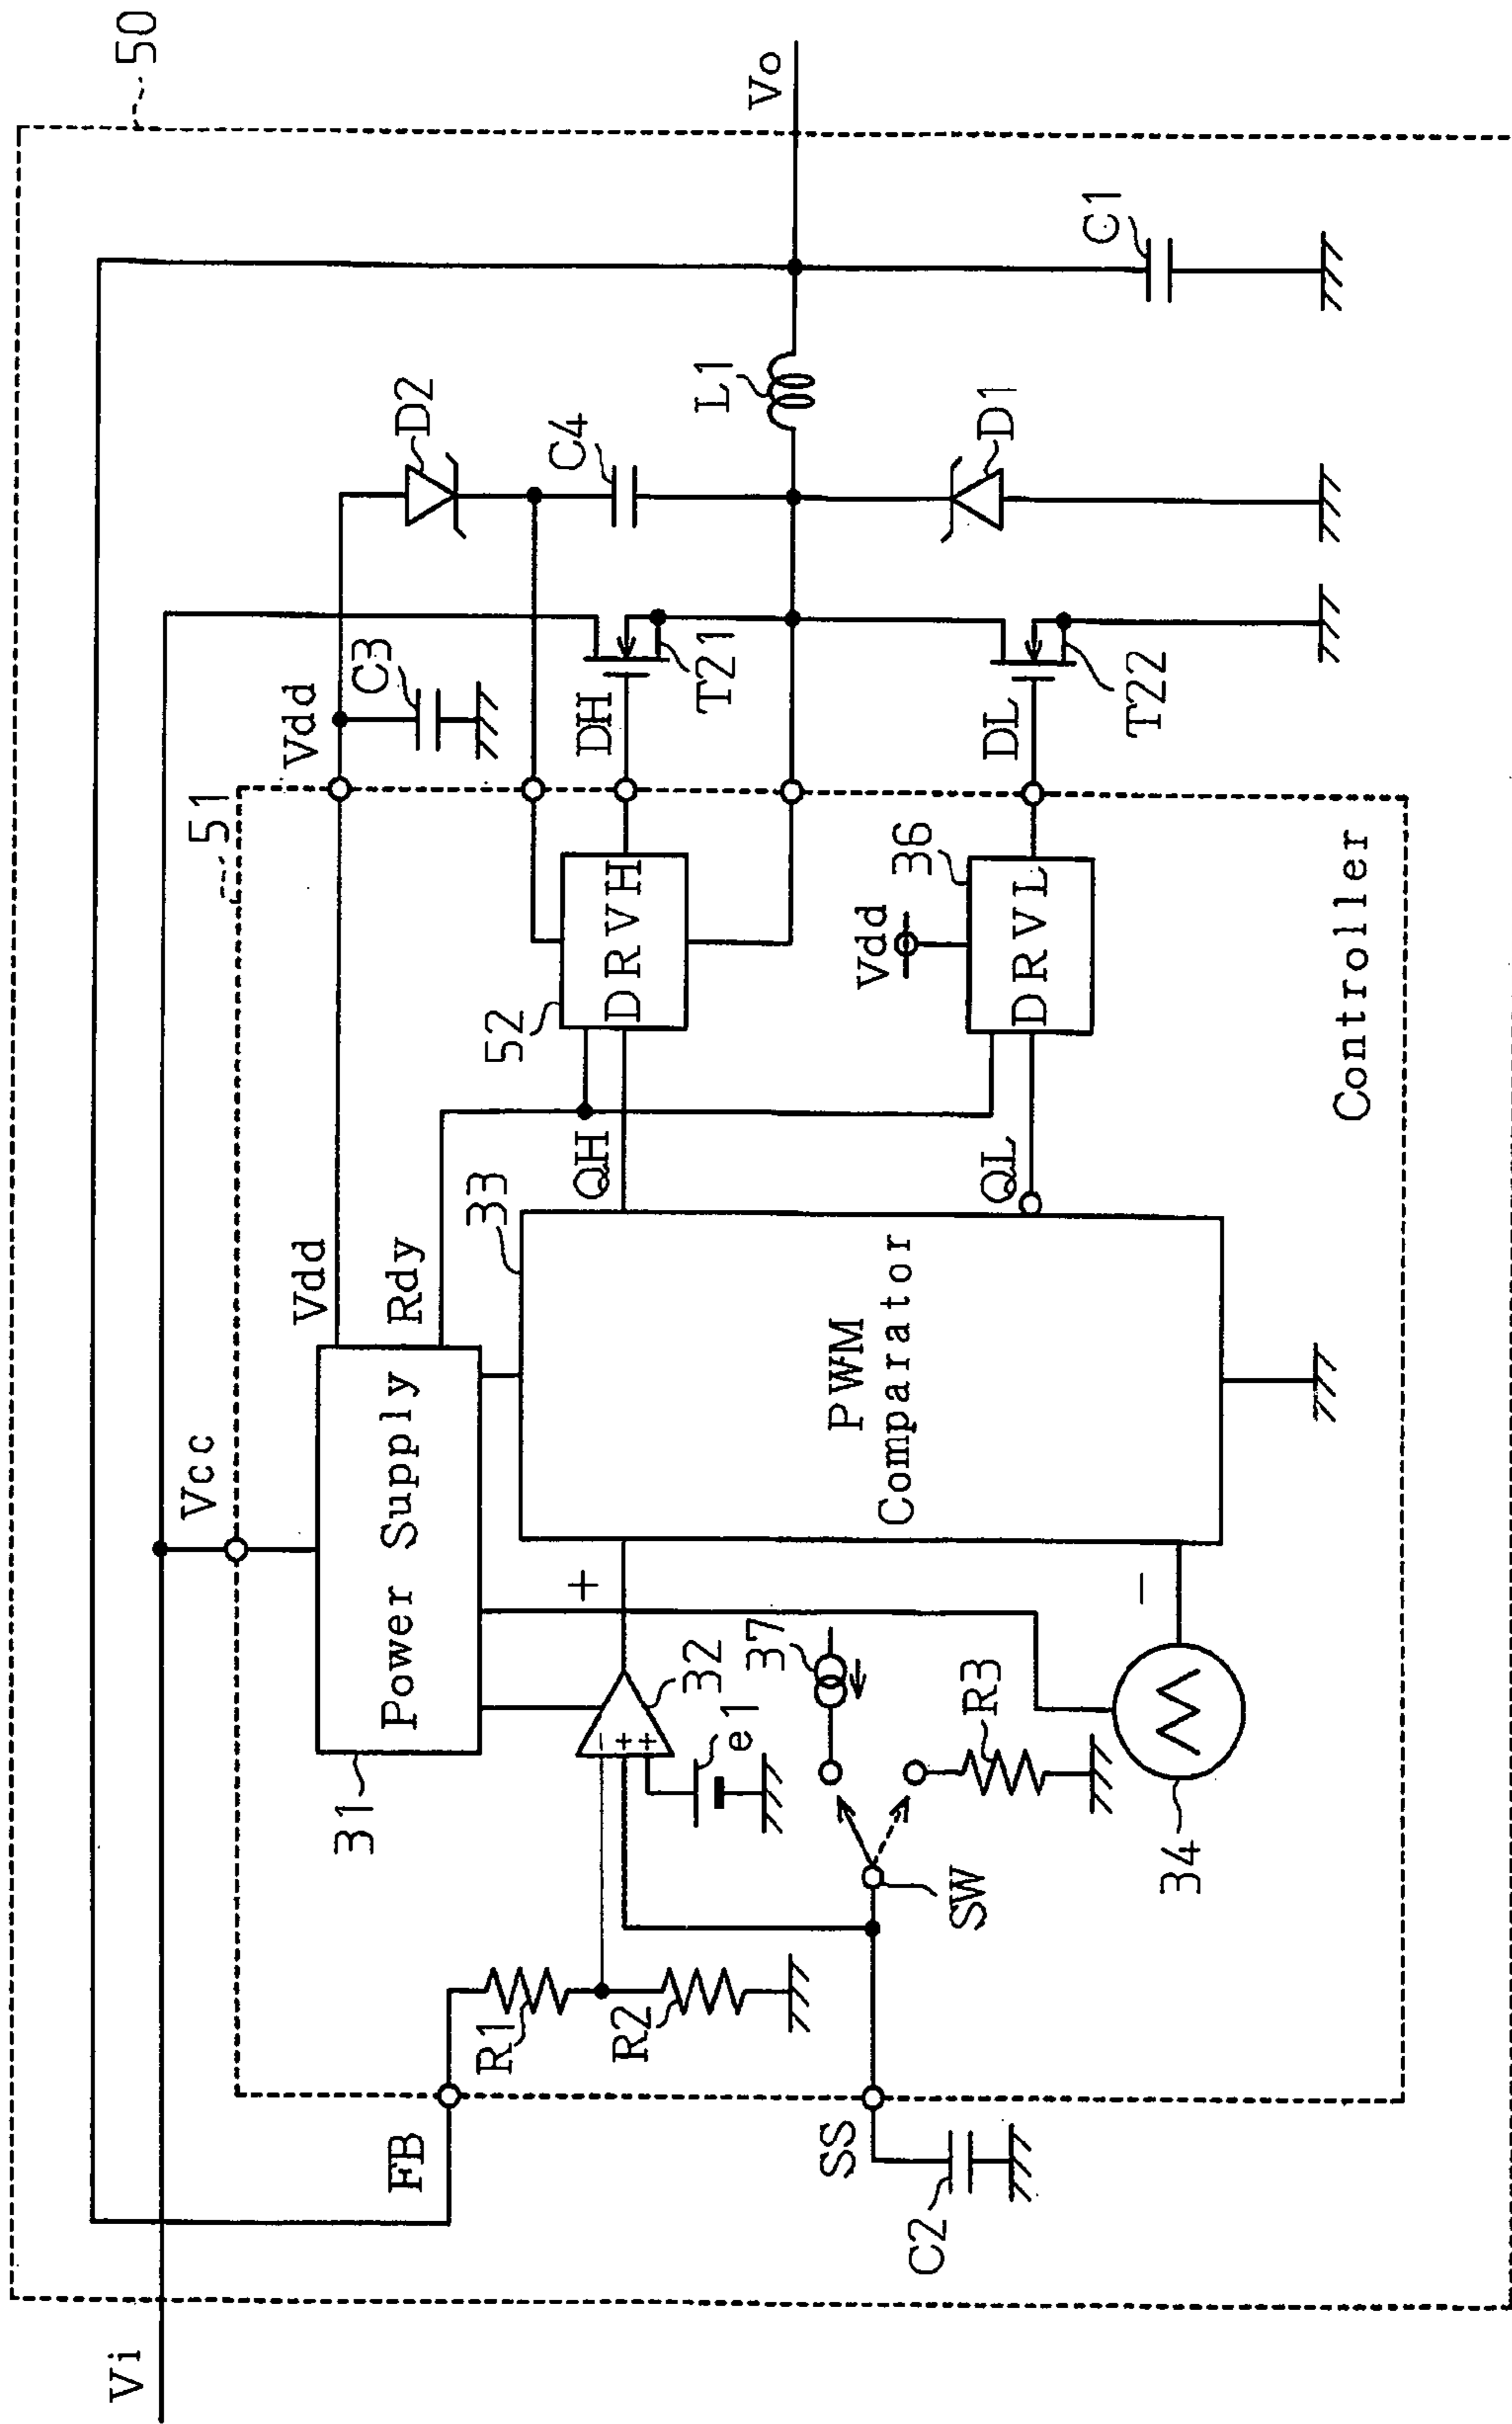 50
Vi
Vcc
51
Vdd
Vdd
C3
D2
C4
Vo
FB
31
Power Supply
Rdy
52
DRVH
DH
T21
L1
R1
R2
32
-
+
+
e1
+
33
QH
PWM
Comparator
37
SW
R3
QL
Vdd
36
DRVL
DL
T22
D1
C1
SS
C2
34
-
Controller